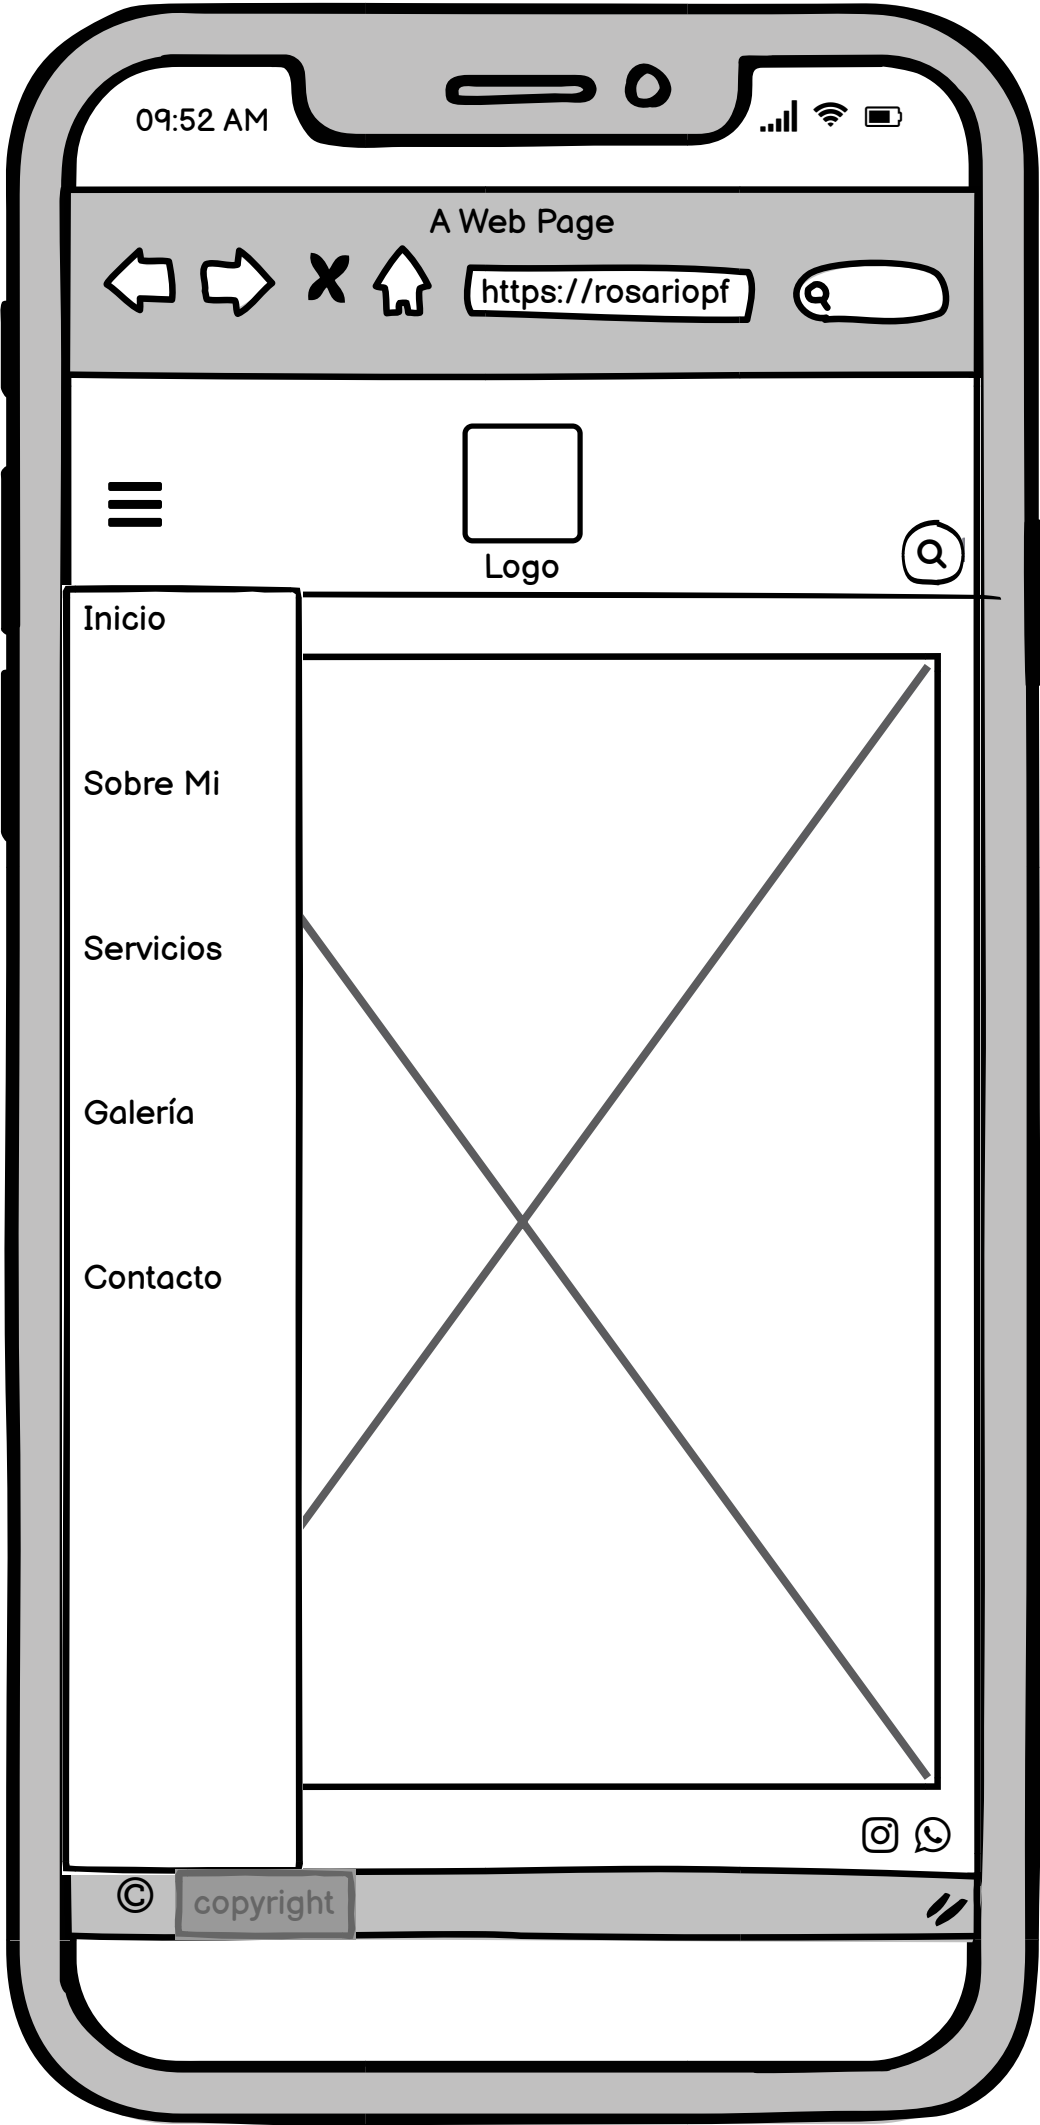 09:52 AM
A Web Page
https://rosariopf
Logo
Inicio
Sobre Mi
Servicios
Galería
Contacto
© copyright